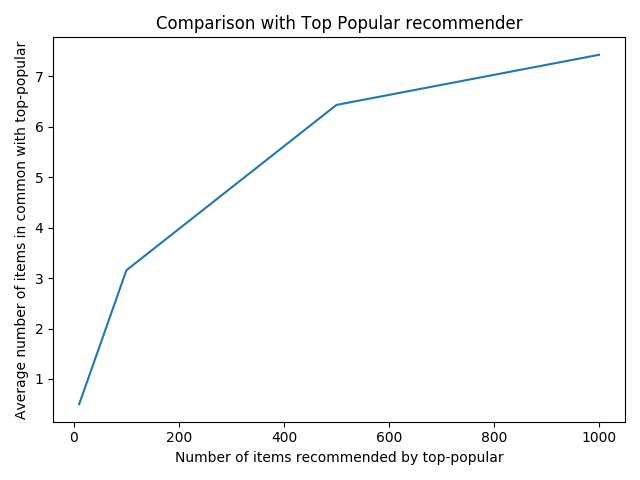 Comparison with Top Popular recommender
Average number of items in common with top-popular
7
6
5
4
3
2
1
0 200 400 600 800 1000
Number of items recommended by top-popular